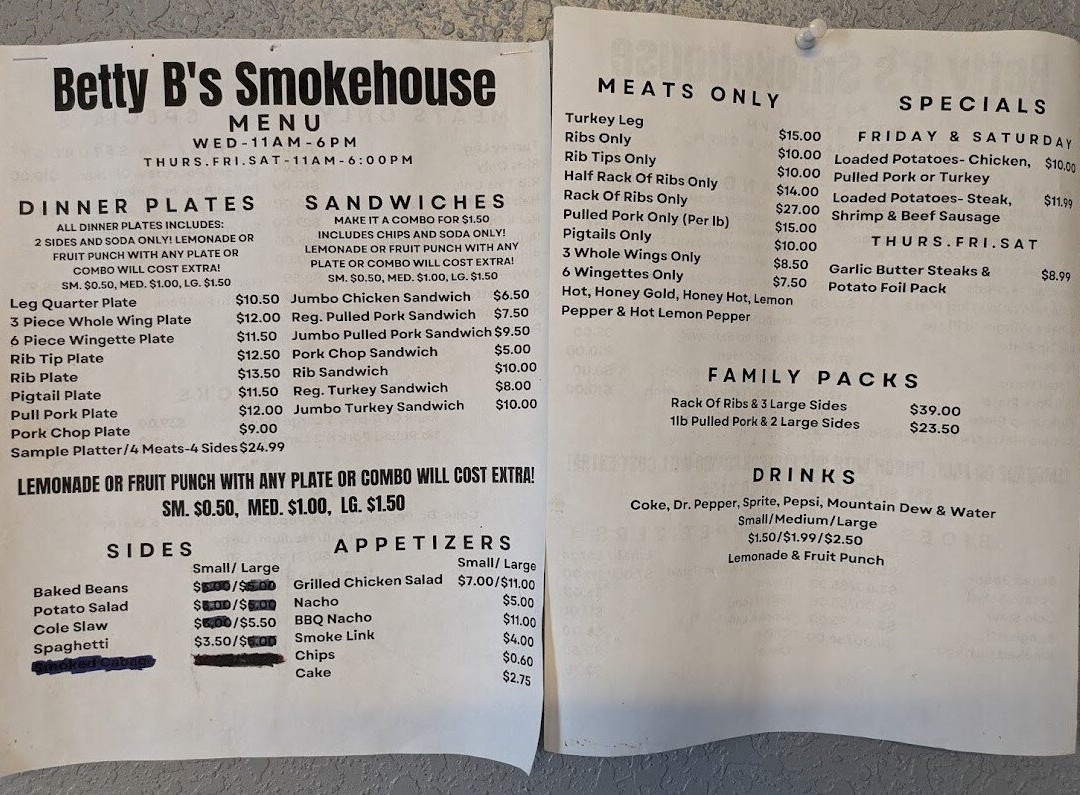 Betty B's Smokehouse
MENU
WED-11AM-6PM
THURS.FRI.SAT-11AM-6:00PM
DINNER PLATES
ALL DINNER PLATES INCLUDES:
2 SIDES AND SODA ONLY! LEMONADE OR
FRUIT PUNCH WITH ANY PLATE OR
COMBO WILL COST EXTRA!
SM. $0.50, MED. $1.00, LG. $1.50
Leg Quarter Plate $10.50
3 Piece Whole Wing Plate $12.00
6 Piece Wingette Plate $11.50
Rib Tip Plate $12.50
Rib Plate $13.50
Pigtail Plate $11.50
Pull Pork Plate $12.00
Pork Chop Plate $9.00
Sample Platter/4 Meats-4 Sides $24.99
SANDWICHES
MAKE IT A COMBO FOR $1.50
INCLUDES CHIPS AND SODA ONLY!
LEMONADE OR FRUIT PUNCH WITH ANY
PLATE OR COMBO WILL COST EXTRA!
SM. $0.50, MED. $1.00, LG. $1.50
Jumbo Chicken Sandwich $6.50
Reg. Pulled Pork Sandwich $7.50
Jumbo Pulled Pork Sandwich $9.50
Pork Chop Sandwich $5.00
Rib Sandwich $10.00
Reg. Turkey Sandwich $8.00
Jumbo Turkey Sandwich $10.00
LEMONADE OR FRUIT PUNCH WITH ANY PLATE OR COMBO WILL COST EXTRA!
SM. $0.50, MED. $1.00, LG. $1.50
SIDES
Small/ Large
Baked Beans
Potato Salad
Cole Slaw /$5.50
Spaghetti $3.50/
APPETIZERS
Small/ Large
Grilled Chicken Salad $7.00/$11.00
Nacho $5.00
BBQ Nacho $11.00
Smoke Link $4.00
Chips $0.60
Cake $2.75
MEATS ONLY
Turkey Leg $15.00
Ribs Only $10.00
Rib Tips Only $10.00
Half Rack Of Ribs Only $14.00
Rack Of Ribs Only $27.00
Pulled Pork Only (Per lb) $15.00
Pigtails Only $10.00
3 Whole Wings Only $8.50
6 Wingettes Only $7.50
Hot, Honey Gold, Honey Hot, Lemon
Pepper & Hot Lemon Pepper
SPECIALS
FRIDAY & SATURDAY
Loaded Potatoes- Chicken, $10.00
Pulled Pork or Turkey
Loaded Potatoes- Steak, $11.99
Shrimp & Beef Sausage
THURS.FRI.SAT
Garlic Butter Steaks & $8.99
Potato Foil Pack
FAMILY PACKS
Rack Of Ribs & 3 Large Sides $39.00
1lb Pulled Pork & 2 Large Sides $23.50
DRINKS
Coke, Dr. Pepper, Sprite, Pepsi, Mountain Dew & Water
Small/Medium/Large
$1.50/$1.99/$2.50
Lemonade & Fruit Punch